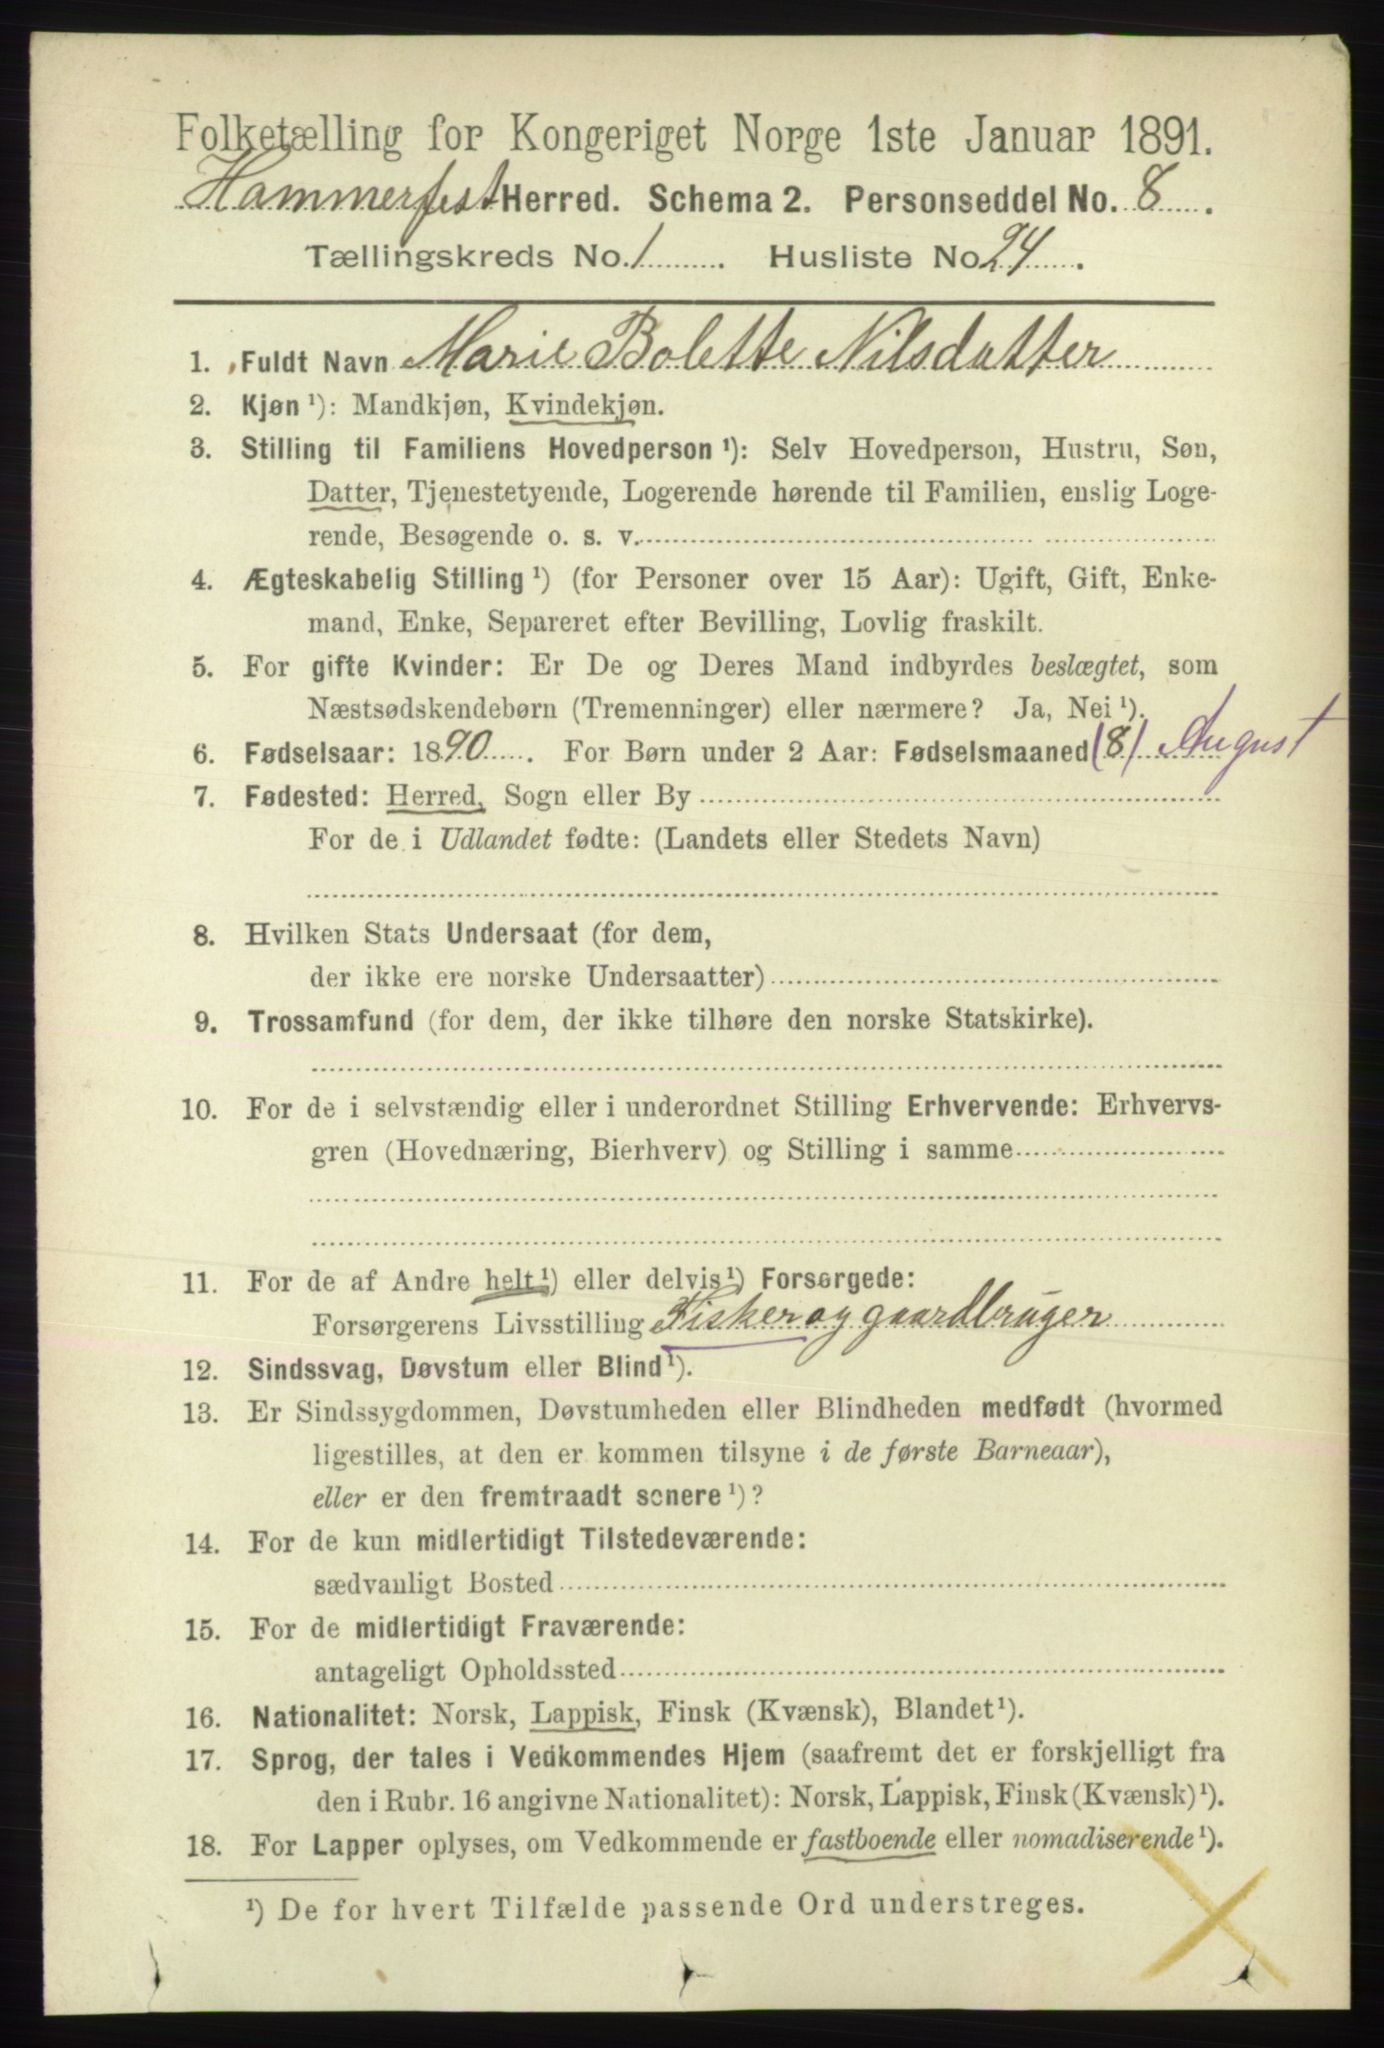 Folketælling for Kongeriget Norge 1ste Januar 1891.
Hammerfest Herred. Schema 2. Personseddel No. 8.
Tællingskreds No. 1. Husliste No 24.
1. Fuldt Navn Marie Bolette Nilsdatter
2. Kjøn ¹): Mandkjøn, Kvindekjøn.
3. Stilling til Familiens Hovedperson ¹): Selv Hovedperson, Hustru, Søn,
Datter, Tjenestetyende, Logerende hørende til Familien, enslig Loge-
rende, Besøgende o. s. v.
4. Ægteskabelig Stilling ¹) (for Personer over 15 Aar): Ugift, Gift, Enke-
mand, Enke, Separeret efter Bevilling, Lovlig fraskilt.
5. For gifte Kvinder: Er De og Deres Mand indbyrdes beslægtet, som
Næstsødskendebørn (Tremenninger) eller nærmere? Ja, Nei ¹).
6. Fødselsaar: 1890. For Børn under 2 Aar: Fødselsmaaned (8) August
7. Fødested: Herred, Sogn eller By
For de i Udlandet fødte: (Landets eller Stedets Navn)
8. Hvilken Stats Undersaat (for dem,
der ikke ere norske Undersaatter)
9. Trossamfund (for dem, der ikke tilhøre den norske Statskirke).
10. For de i selvstændig eller i underordnet Stilling Erhvervende: Erhvervs-
gren (Hovednæring, Bierhverv) og Stilling i samme
11. For de af Andre helt ¹) eller delvis ¹) Forsørgede:
Forsørgerens Livsstilling Fisker og gaardbruger
12. Sindssvag, Døvstum eller Blind ¹).
13. Er Sindssygdommen, Døvstumheden eller Blindheden medfødt (hvormed
ligestilles, at den er kommen tilsyne i de første Barneaar),
eller er den fremtraadt senere ¹)?
14. For de kun midlertidigt Tilstedeværende:
sædvanligt Bosted
15. For de midlertidigt Fraværende:
antageligt Opholdssted
16. Nationalitet: Norsk, Lappisk, Finsk (Kvænsk), Blandet ¹).
17. Sprog, der tales i Vedkommendes Hjem (saafremt det er forskjelligt fra
den i Rubr. 16 angivne Nationalitet): Norsk, Lappisk, Finsk (Kvænsk) ¹).
18. For Lapper oplyses, om Vedkommende er fastboende eller nomadiserende ¹).
¹) De for hvert Tilfælde passende Ord understreges.